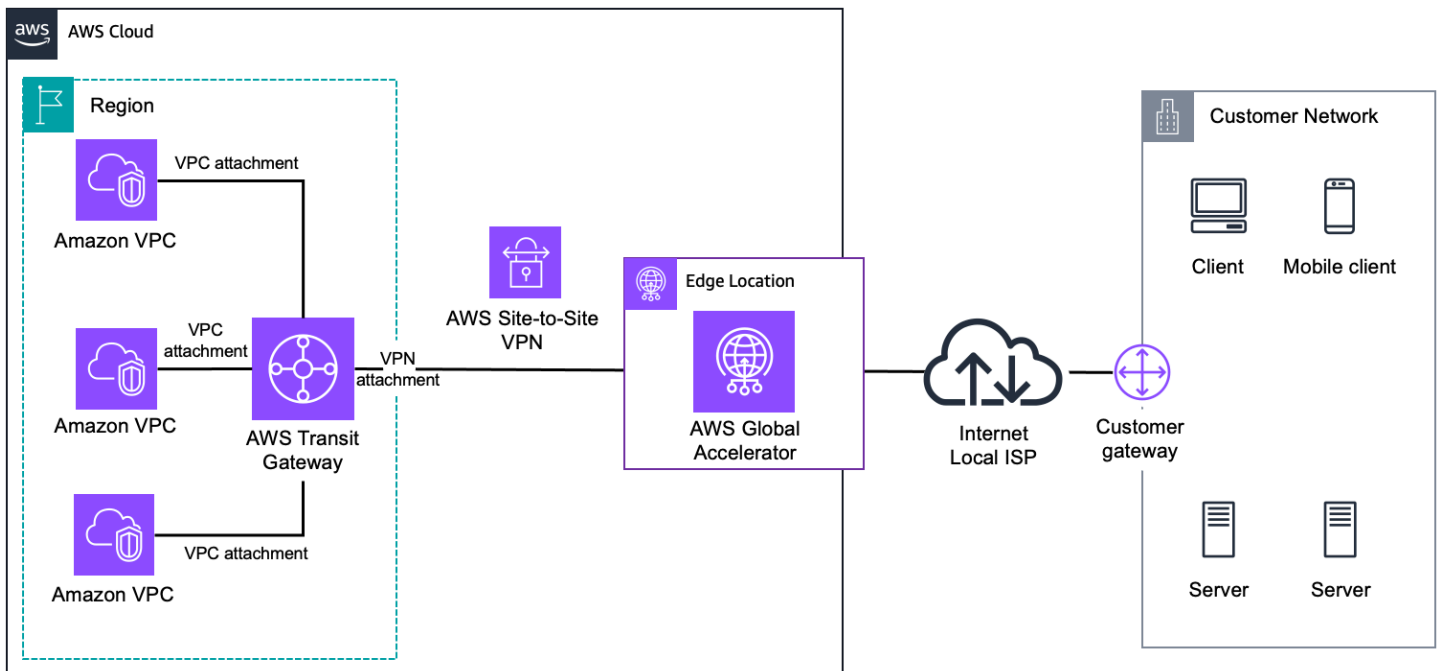 aws
AWS Cloud
Region
VPC attachment
Amazon VPC
VPC
attachment
Amazon VPC
AWS Transit
Gateway
VPC attachment
Amazon VPC
VPN
attachment
AWS Site-to-Site
VPN
Edge Location
AWS Global
Accelerator
Internet
Local ISP
Customer
gateway
Customer Network
Client
Mobile client
Server
Server